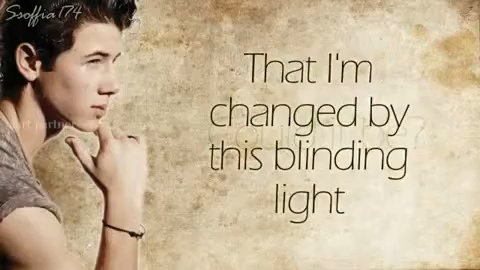 Ssoffia174
That I'm
changed by
this blinding
light